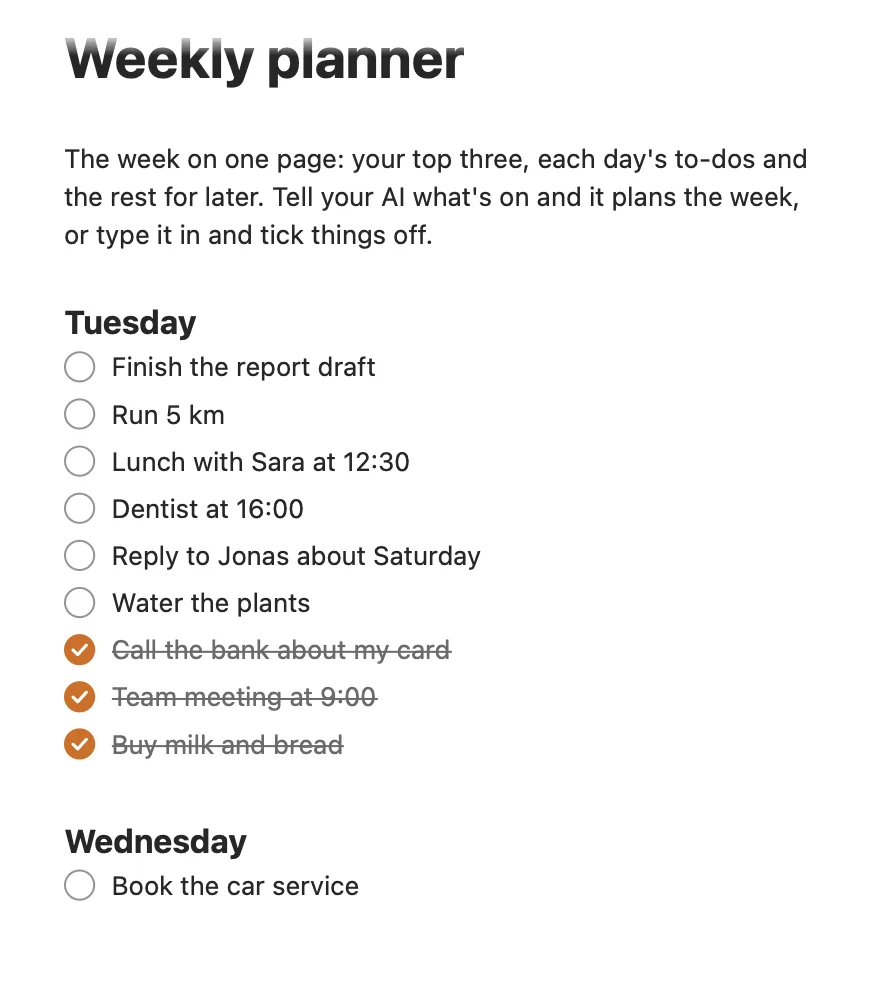 Weekly planner
The week on one page: your top three, each day's to-dos and
the rest for later. Tell your AI what's on and it plans the week,
or type it in and tick things off.
Tuesday
Finish the report draft
Run 5 km
Lunch with Sara at 12:30
Dentist at 16:00
Reply to Jonas about Saturday
Water the plants
Call the bank about my card
Team meeting at 9:00
Buy milk and bread
Wednesday
Book the car service